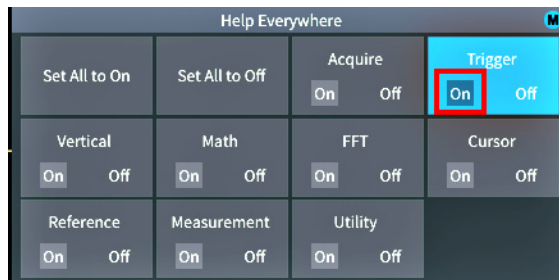 Help Everywhere
M
Set All to On
Set All to Off
Acquire
On Off
Trigger
On Off
Vertical
On Off
Math
On Off
FFT
On Off
Cursor
On Off
Reference
On Off
Measurement
On Off
Utility
On Off